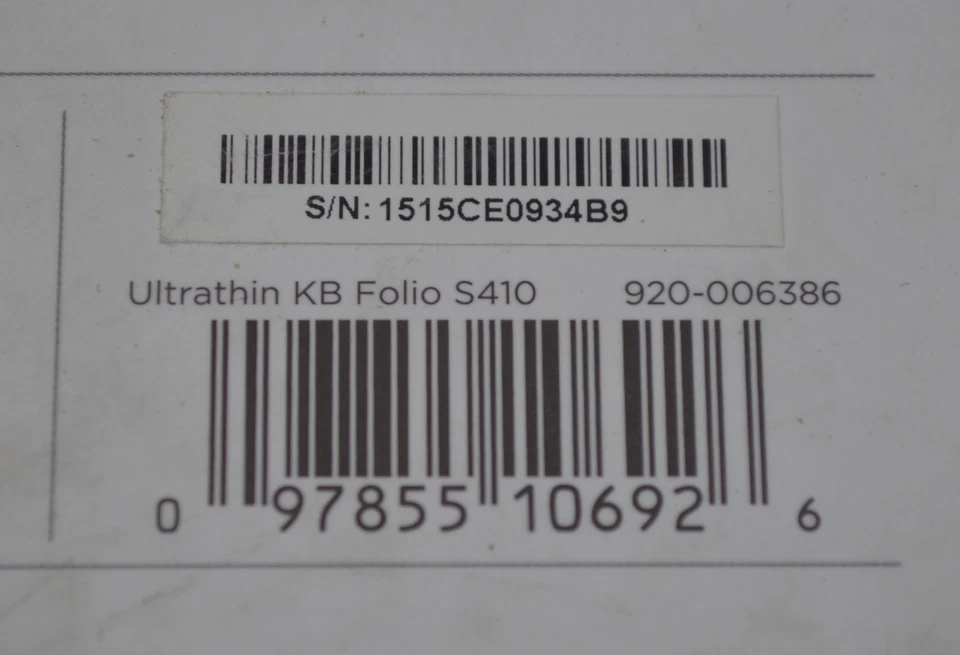 S/N: 1515CE0934B9
Ultrathin KB Folio S410 920-006386
0 97855 10692 6